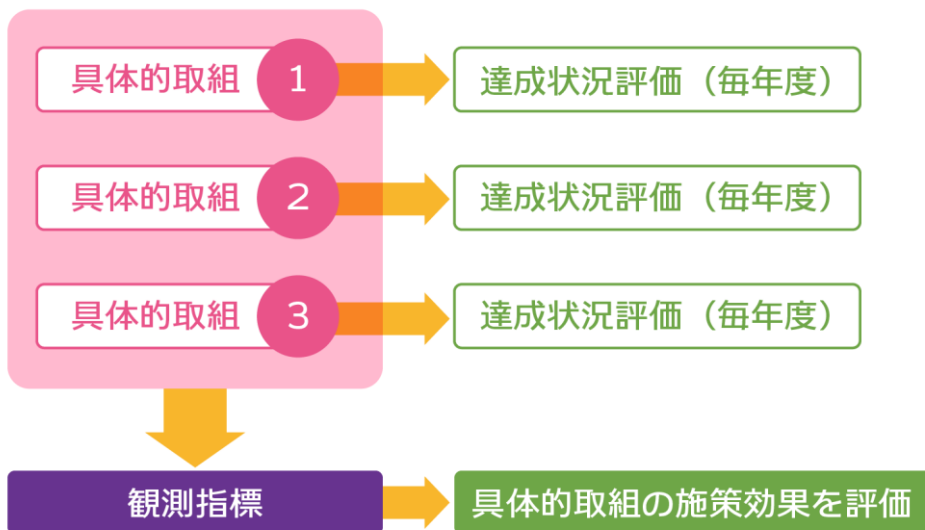 具体的取組 1 達成状況評価（毎年度）
具体的取組 2 達成状況評価（毎年度）
具体的取組 3 達成状況評価（毎年度）
観測指標 具体的取組の施策効果を評価